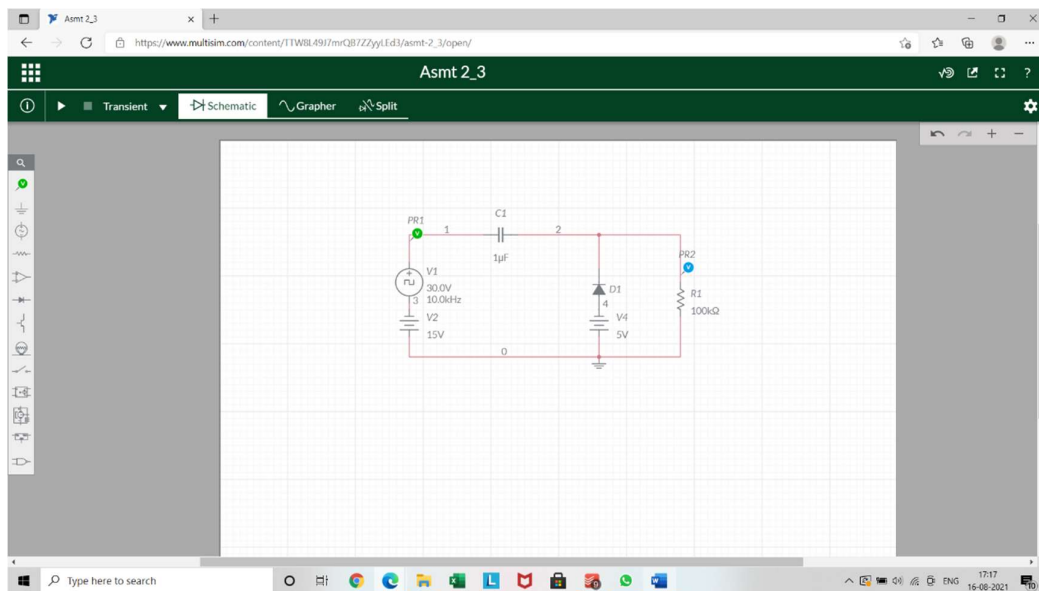 Asmt 2_3
https://www.multisim.com/content/TTW8L49J7mrQB7ZZyyLEd3/asmt-2_3/open/
Asmt 2_3
Transient Schematic Grapher Split
PR1
1
C1
1μF
2
PR2
V1
30.0V
10.0kHz
3
V2
15V
D1
4
V4
5V
R1
100kΩ
0
Type here to search
ENG
17:17
16-08-2021